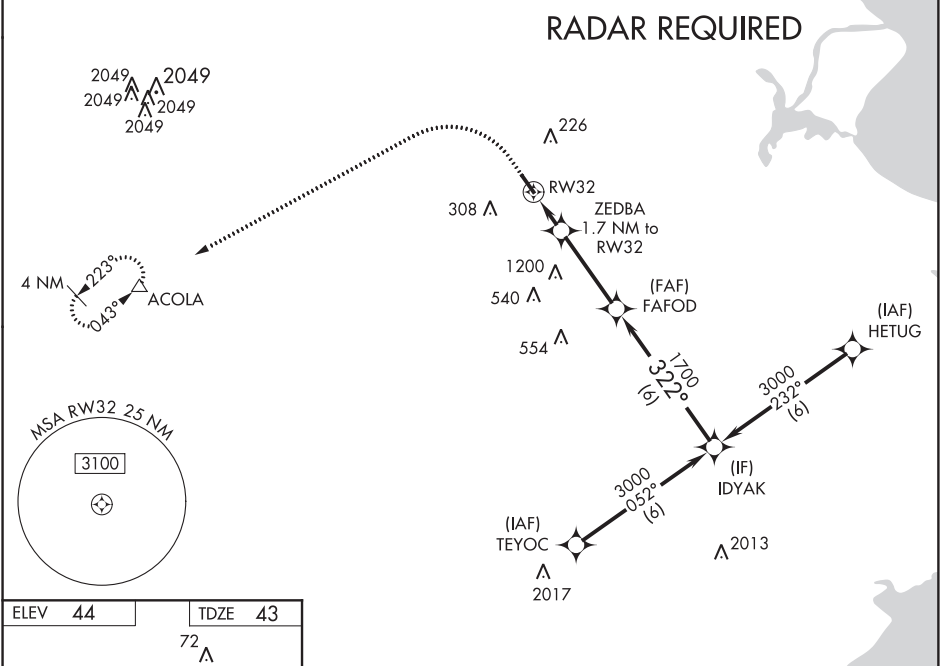 RADAR REQUIRED
2049
2049
2049
2049
2049
226
RW32
308
ZEDBA
1.7 NM to
RW32
1200
4 NM
223°
043°
ACOLA
540
(FAF)
FAFOD
554
(IAF)
HETUG
1700
322°
(6)
3000
232°
(6)
MSA RW32 25 NM
3100
(IF)
IDYAK
3000
052°
(6)
(IAF)
TEYOC
2013
2017
ELEV 44
TDZE 43
72